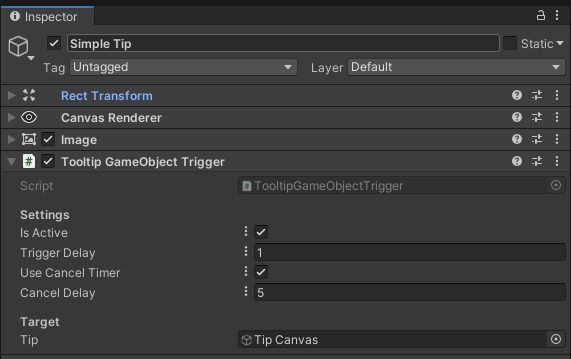 Inspector
Simple Tip
Static
Tag Untagged Layer Default
Rect Transform
Canvas Renderer
Image
# Tooltip GameObject Trigger
Script # TooltipGameObjectTrigger
Settings
Is Active
Trigger Delay 1
Use Cancel Timer
Cancel Delay 5
Target
Tip Tip Canvas